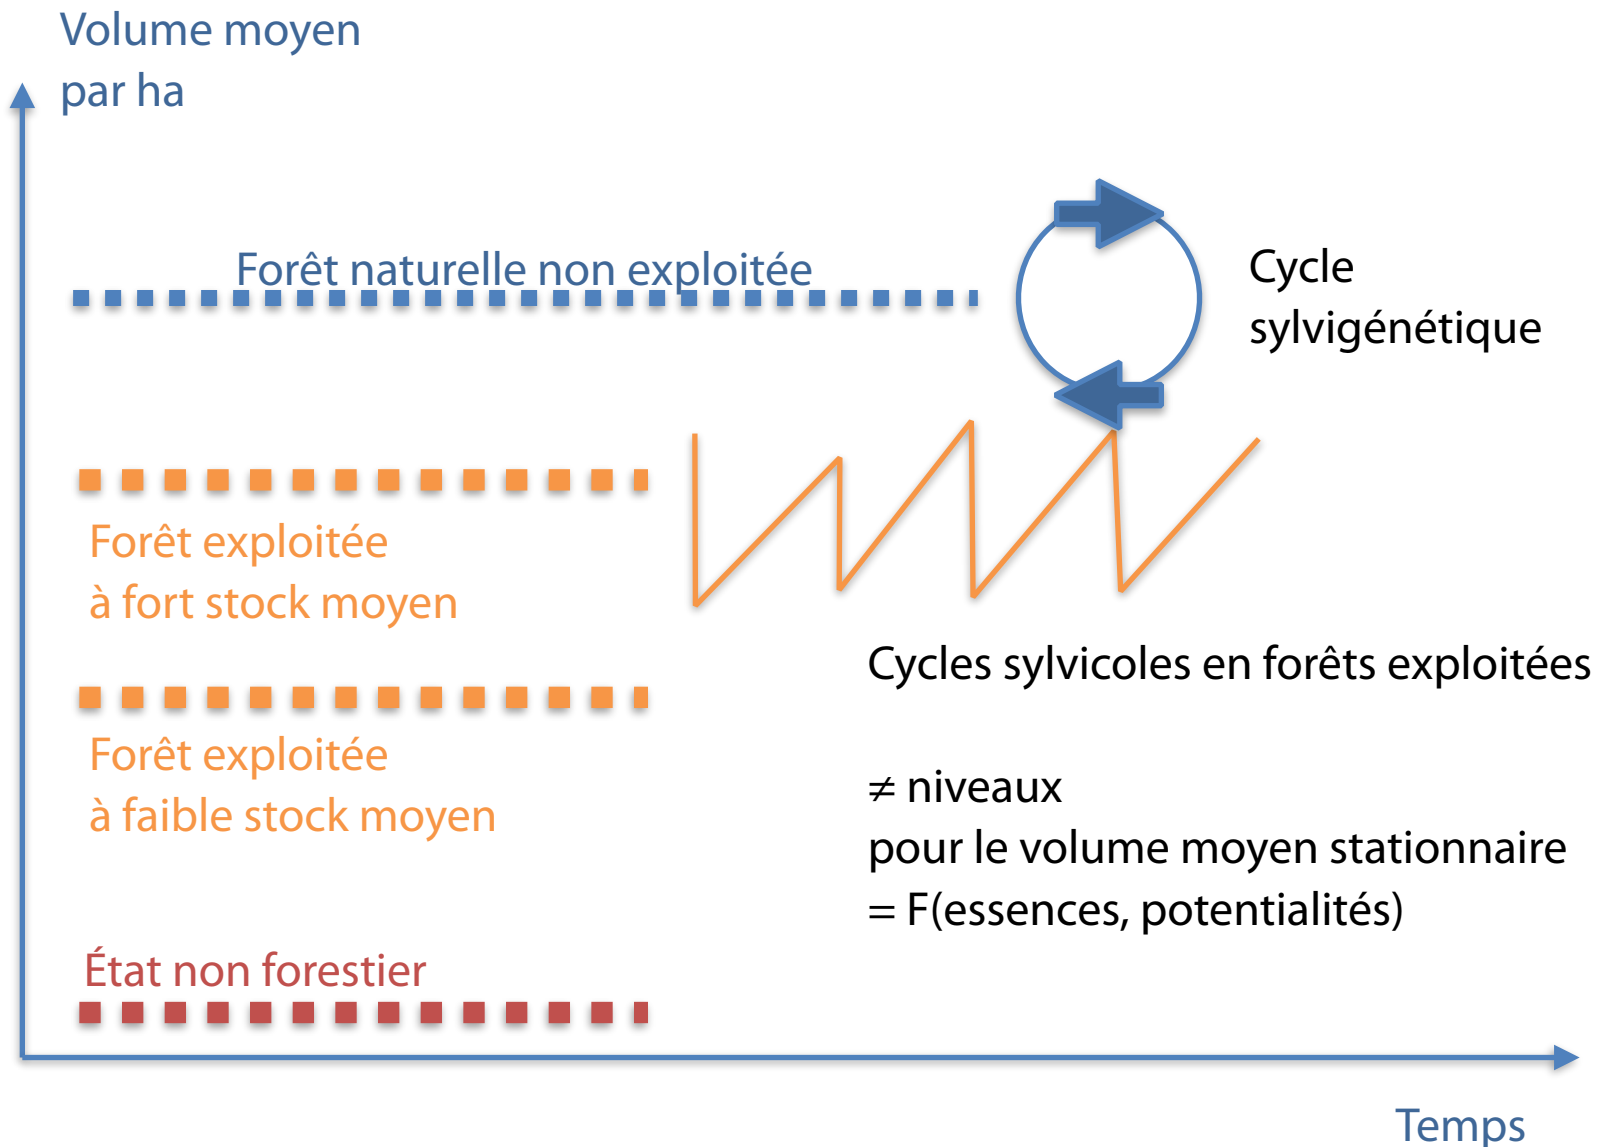 Volume moyen
par ha
Forêt naturelle non exploitée
Cycle
sylvigénétique
Forêt exploitée
à fort stock moyen
Cycles sylvicoles en forêts exploitées
Forêt exploitée
à faible stock moyen
≠ niveaux
pour le volume moyen stationnaire
= F(essences, potentialités)
État non forestier
Temps